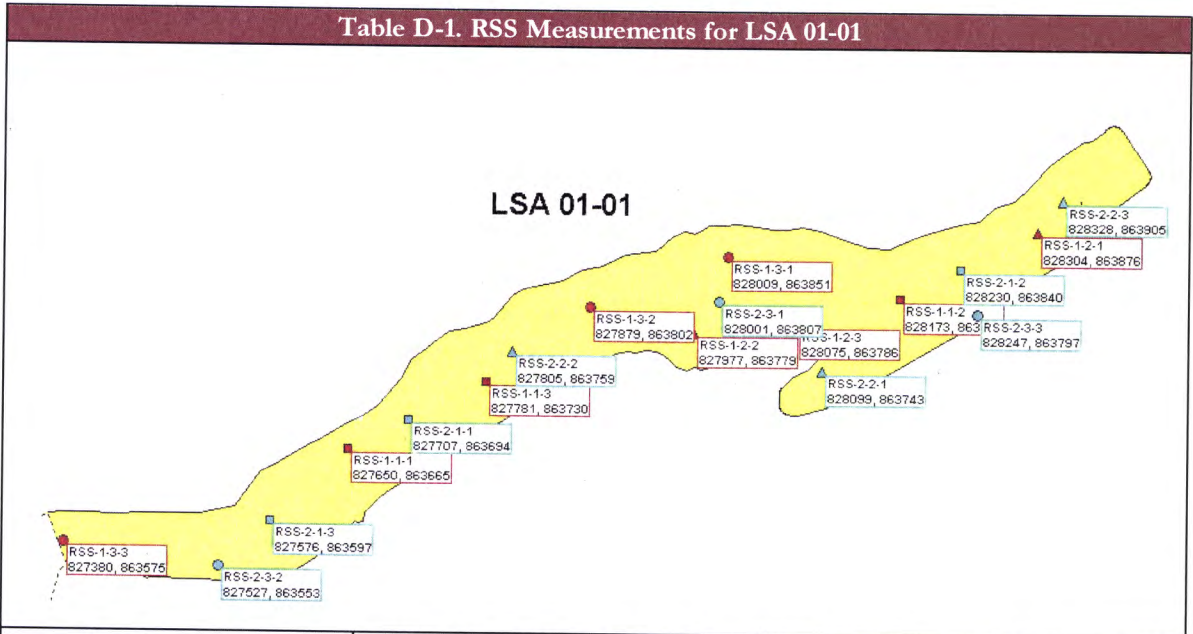 Table D-1. RSS Measurements for LSA 01-01
LSA 01-01
RSS-2-2-3
828328, 863905
RSS-1-2-1
828304, 863876
RSS-1-3-1
828009, 863851
RSS-2-1-2
828230, 863840
RSS-1-3-2
827879, 863802
RSS-2-3-1
828001, 863807
RSS-1-1-2
828173, 863
RSS-2-3-3
828247, 863797
RSS-1-2-2
827977, 863779
RSS-1-2-3
828075, 863786
RSS-2-2-2
827805, 863759
RSS-2-2-1
828099, 863743
RSS-1-1-3
827781, 863730
RSS-2-1-1
827707, 863694
RSS-1-1-1
827650, 863665
RSS-2-1-3
827576, 863597
RSS-1-3-3
827380, 863575
RSS-2-3-2
827527, 863553